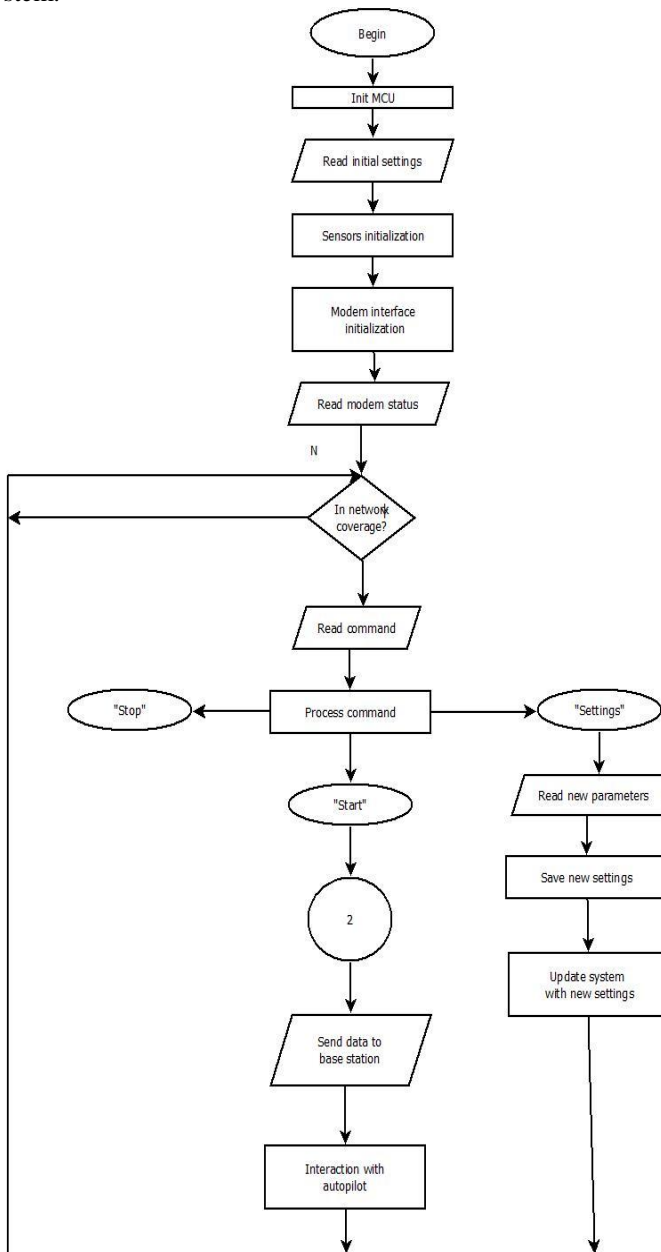 Begin
Init MCU
Read initial settings
Sensors initialization
Modem interface
initialization
Read modem status
N
In network
coverage?
Read command
"Stop"
Process command
"Settings"
"Start"
Read new parameters
Save new settings
2
Update system
with new settings
Send data to
base station
Interaction with
autopilot